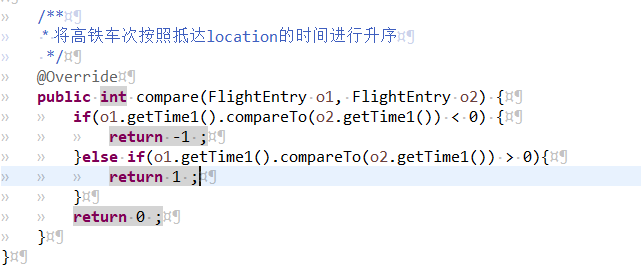 /**
* 将高铁车次按照抵达location的时间进行升序
*/
@Override
public int compare(FlightEntry o1, FlightEntry o2) {
if(o1.getTime1().compareTo(o2.getTime1()) < 0) {
return -1 ;
}else if(o1.getTime1().compareTo(o2.getTime1()) > 0){
return 1 ;
}
return 0 ;
}
}